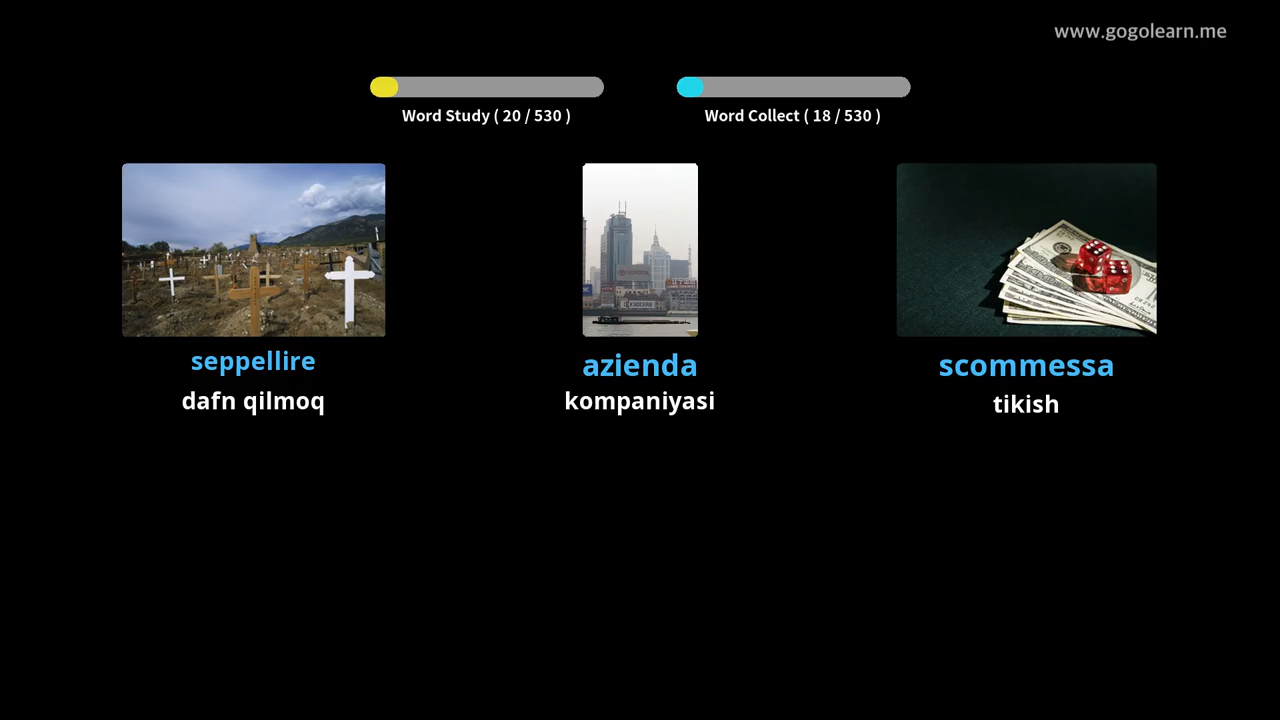 www.gogolearn.me
Word Study ( 20 / 530 )
Word Collect ( 18 / 530 )
seppellire
azienda
scommessa
dafn qilmoq
kompaniyasi
tikish